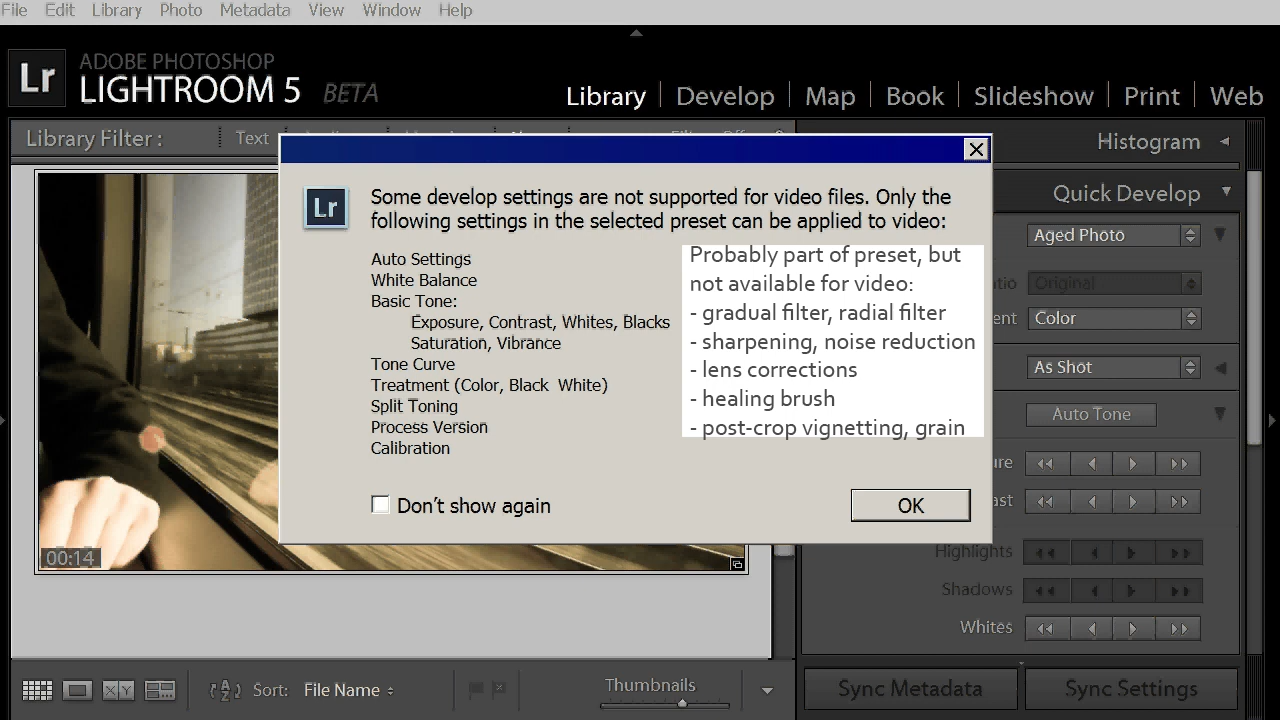 File Edit Library Photo Metadata View Window Help
Lr ADOBE PHOTOSHOP
LIGHTROOM 5 BETA
Library Develop Map Book Slideshow Print Web
Library Filter : Text
Histogram
Quick Develop
Lr
Some develop settings are not supported for video files. Only the
following settings in the selected preset can be applied to video:
Auto Settings
White Balance
Basic Tone:
Exposure, Contrast, Whites, Blacks
Saturation, Vibrance
Tone Curve
Treatment (Color, Black White)
Split Toning
Process Version
Calibration
Probably part of preset, but
not available for video:
- gradual filter, radial filter
- sharpening, noise reduction
- lens corrections
- healing brush
- post-crop vignetting, grain
Don't show again
OK
Aged Photo
Original
Color
As Shot
Auto Tone
Highlights
Shadows
Whites
00:14
XY
Sort: File Name
Thumbnails
Sync Metadata Sync Settings